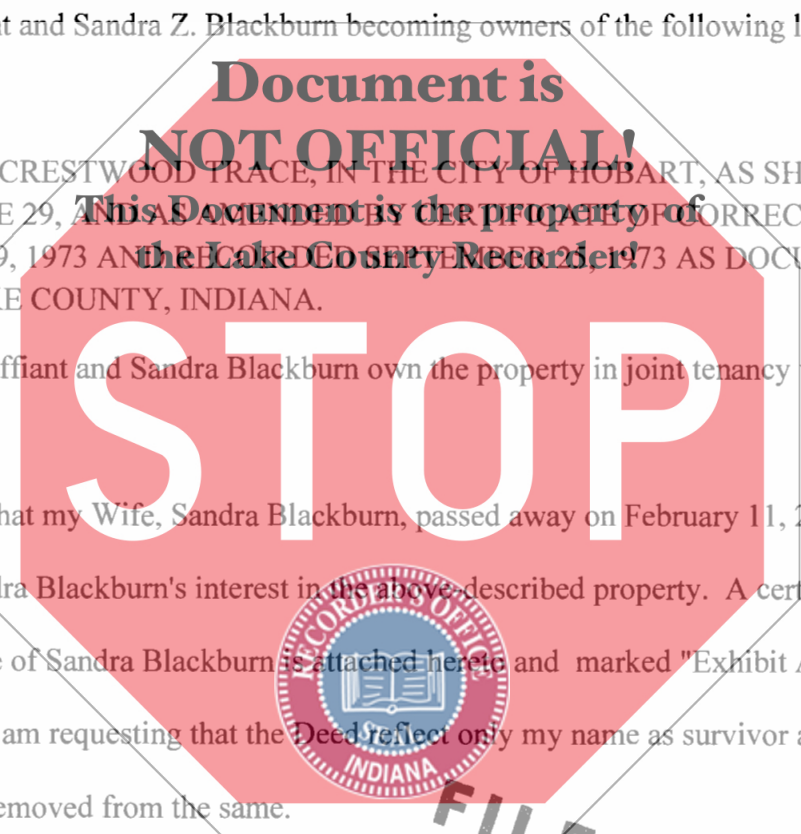 t and Sandra Z. Blackburn becoming owners of the following l
Document is
NOT OFFICIAL!
CRESTWOOD TRACE, IN THE CITY OF HOBART, AS SH
This Document is the property of
E 29, AND AS AMENDED BY CERTIFICATE OF CORREC
the Lake County Recorder!
9, 1973 AND RECORDED SEPTEMBER 25, 1973 AS DOCU
E COUNTY, INDIANA.
STOP
ffiant and Sandra Blackburn own the property in joint tenancy
hat my Wife, Sandra Blackburn, passed away on February 11, 2
ra Blackburn's interest in the above-described property. A cert
RECORDER'S OFFICE
e of Sandra Blackburn is attached hereto and marked "Exhibit A
SEAL
am requesting that the Deed reflect only my name as survivor a
INDIANA
emoved from the same.
FILE